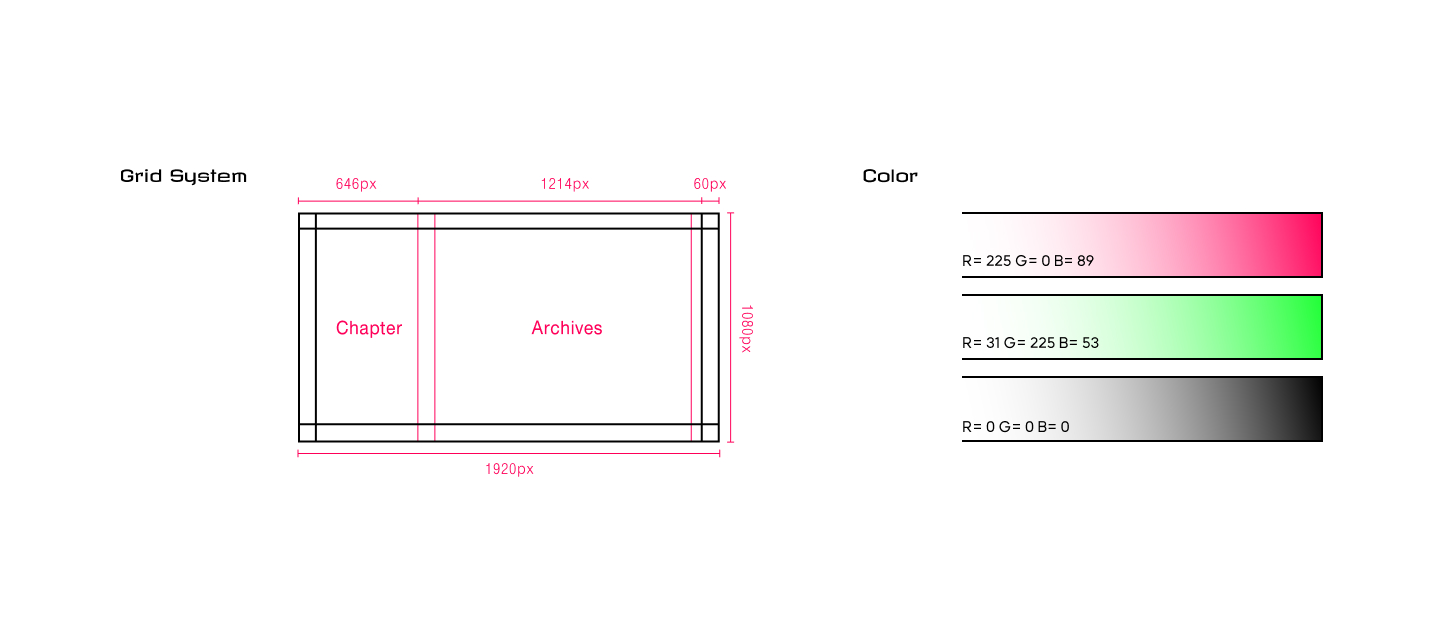 Grid System
646px
1214px
60px
Chapter
Archives
1080px
1920px
Color
R= 225 G= 0 B= 89
R= 31 G= 225 B= 53
R= 0 G= 0 B= 0